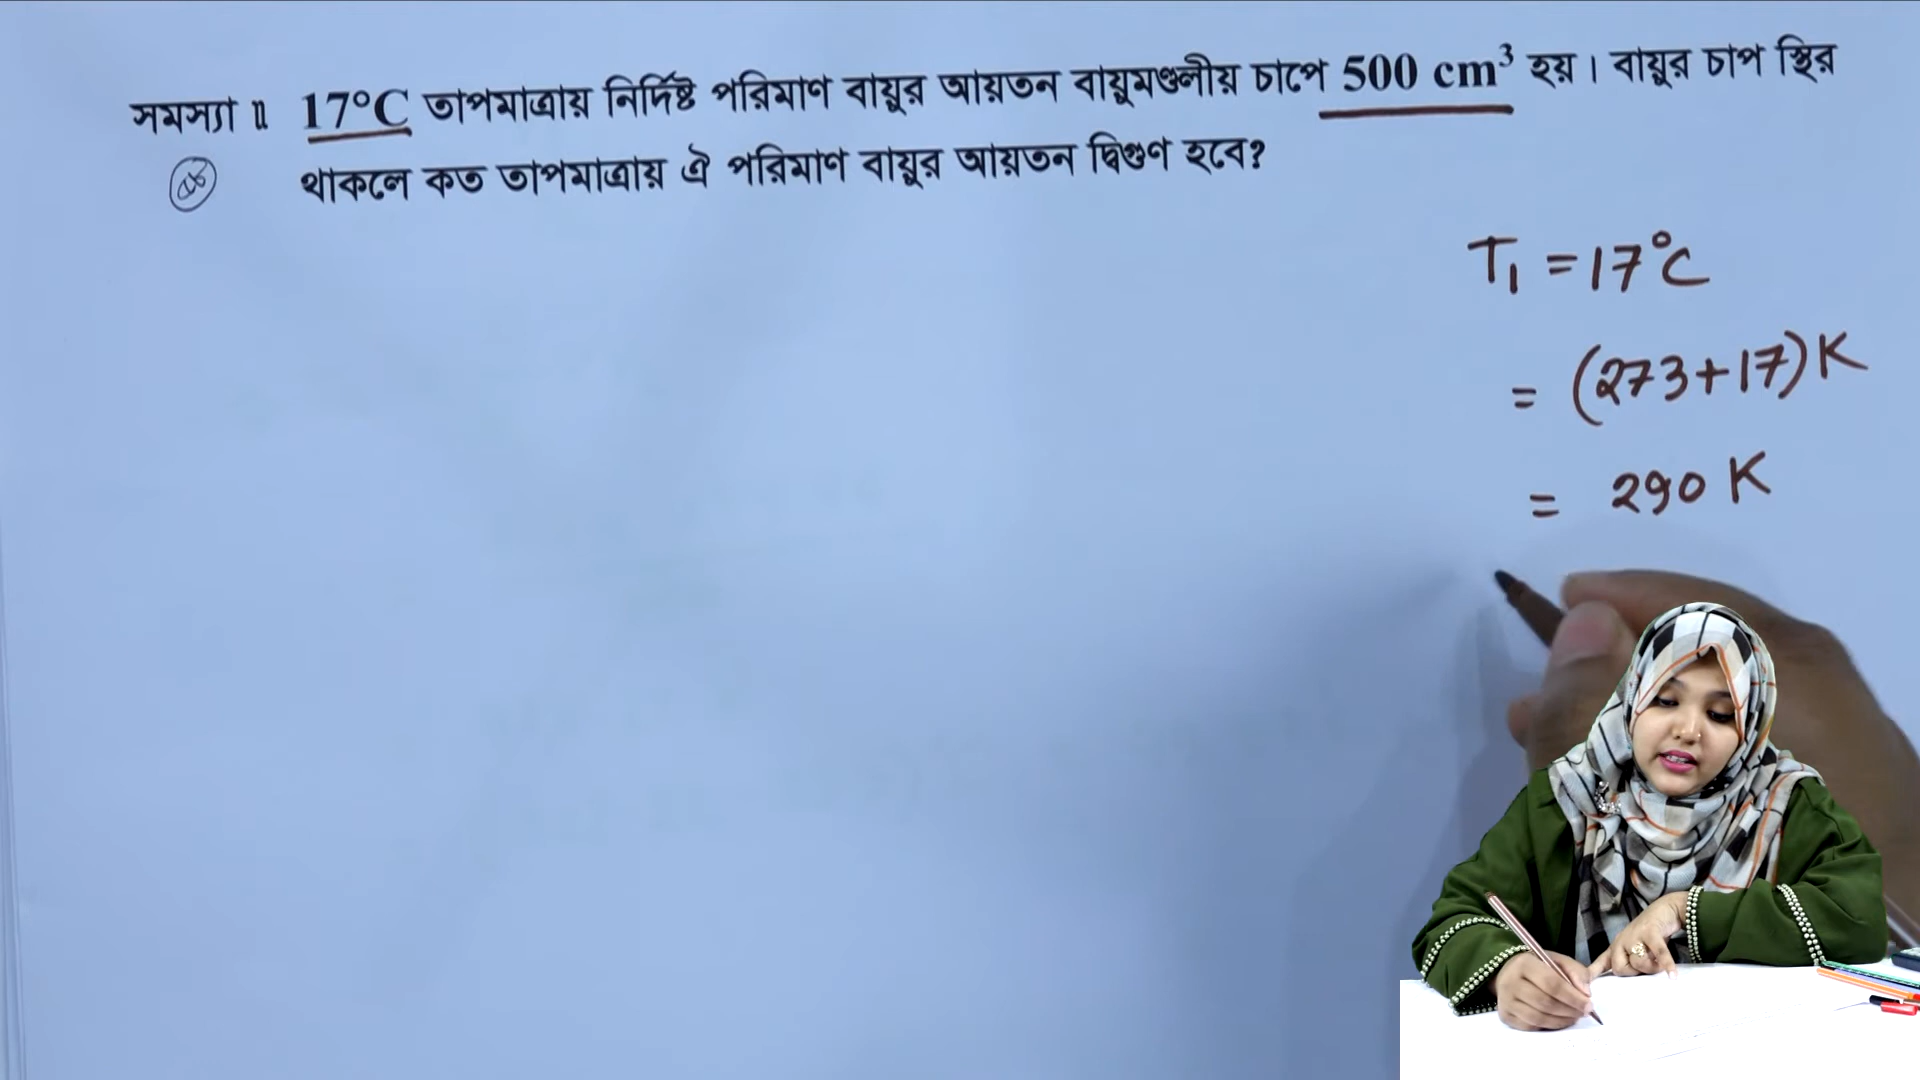 সমস্যা ॥ 17°C তাপমাত্রায় নির্দিষ্ট পরিমাণ বায়ুর আয়তন বায়ুমণ্ডলীয় চাপে 500 cm³ হয়। বায়ুর চাপ স্থির
থাকলে কত তাপমাত্রায় ঐ পরিমাণ বায়ুর আয়তন দ্বিগুণ হবে?
T₁ = 17°C
= (273+17) K
= 290 K